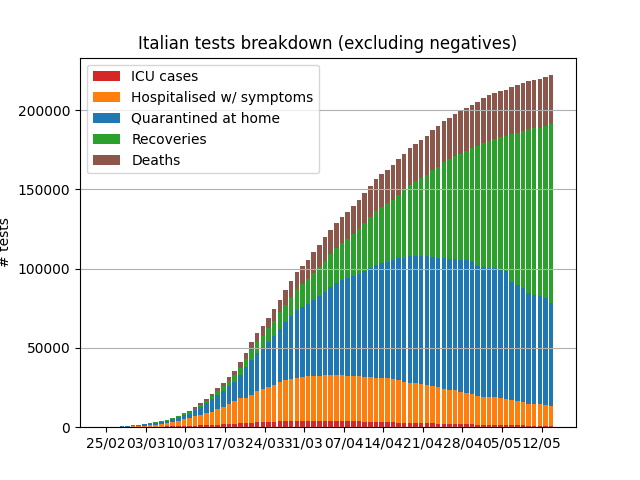 Italian tests breakdown (excluding negatives)
ICU cases
Hospitalised w/ symptoms
Quarantined at home
Recoveries
Deaths
200000
150000
100000
50000
0
# tests
25/02 03/03 10/03 17/03 24/03 31/03 07/04 14/04 21/04 28/04 05/05 12/05